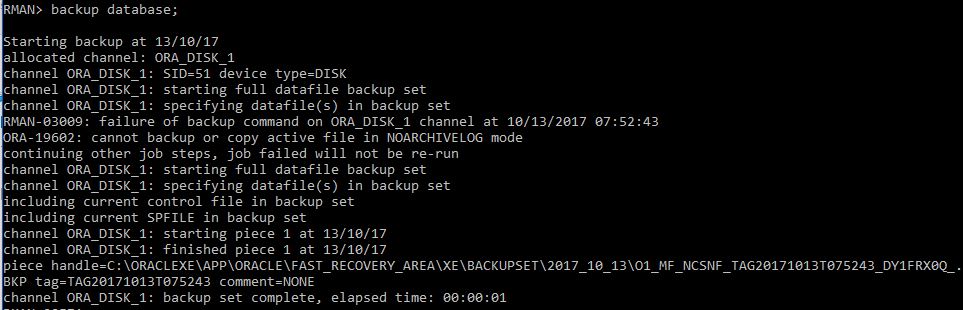 RMAN> backup database;
Starting backup at 13/10/17
allocated channel: ORA_DISK_1
channel ORA_DISK_1: SID=51 device type=DISK
channel ORA_DISK_1: starting full datafile backup set
channel ORA_DISK_1: specifying datafile(s) in backup set
RMAN-03009: failure of backup command on ORA_DISK_1 channel at 10/13/2017 07:52:43
ORA-19602: cannot backup or copy active file in NOARCHIVELOG mode
continuing other job steps, job failed will not be re-run
channel ORA_DISK_1: starting full datafile backup set
channel ORA_DISK_1: specifying datafile(s) in backup set
including current control file in backup set
including current SPFILE in backup set
channel ORA_DISK_1: starting piece 1 at 13/10/17
channel ORA_DISK_1: finished piece 1 at 13/10/17
piece handle=C:\ORACLEXE\APP\ORACLE\FAST_RECOVERY_AREA\XE\BACKUPSET\2017_10_13\O1_MF_NCSNF_TAG20171013T075243_DY1FRX0Q_.
BKP tag=TAG20171013T075243 comment=NONE
channel ORA_DISK_1: backup set complete, elapsed time: 00:00:01